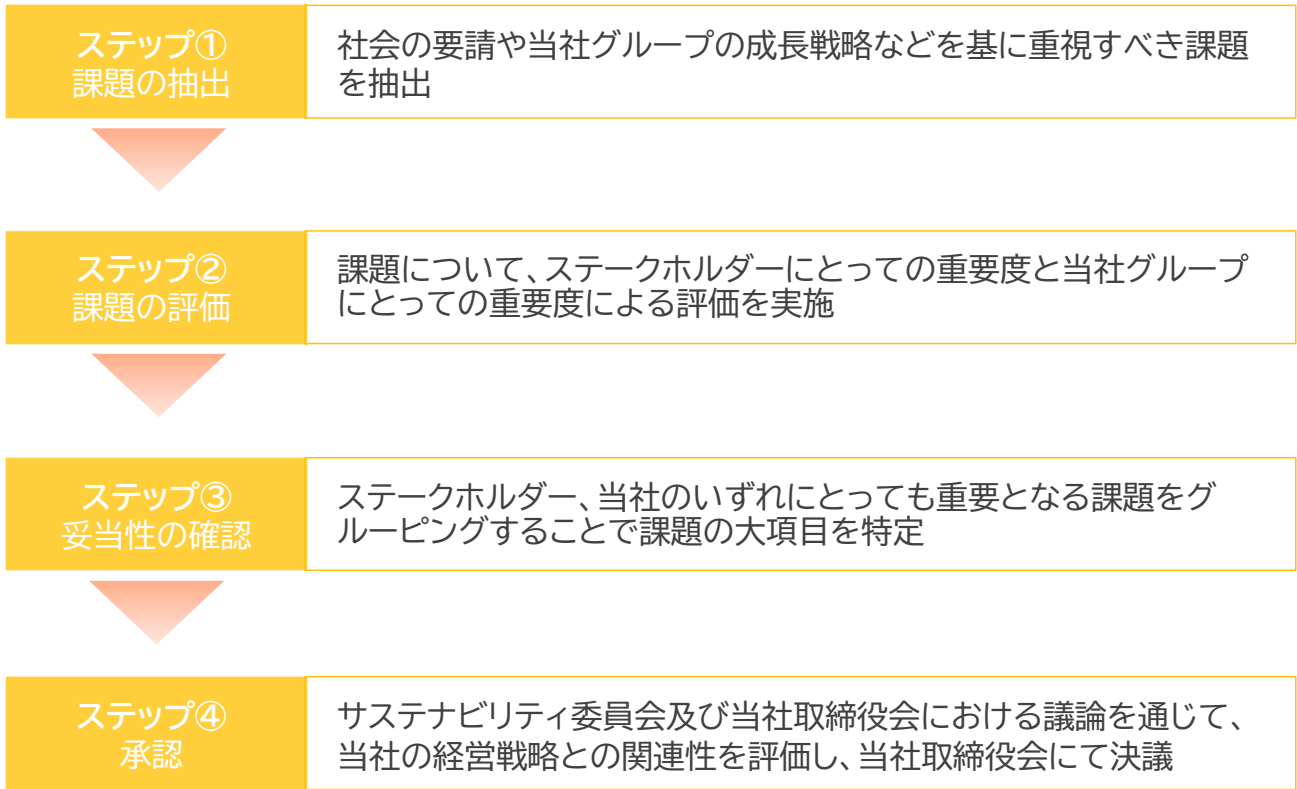 ステップ①
課題の抽出
社会の要請や当社グループの成長戦略などを基に重視すべき課題
を抽出
ステップ②
課題の評価
課題について、ステークホルダーにとっての重要度と当社グループ
にとっての重要度による評価を実施
ステップ③
妥当性の確認
ステークホルダー、当社のいずれにとっても重要となる課題をグ
ルーピングすることで課題の大項目を特定
ステップ④
承認
サステナビリティ委員会及び当社取締役会における議論を通じて、
当社の経営戦略との関連性を評価し、当社取締役会にて決議